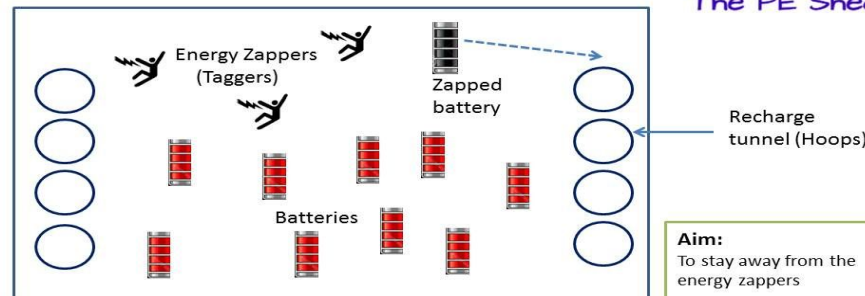 The PE Shed
Energy Zappers
(Taggers)
Zapped
battery
Recharge
tunnel (Hoops)
Batteries
Aim:
To stay away from the
energy zappers